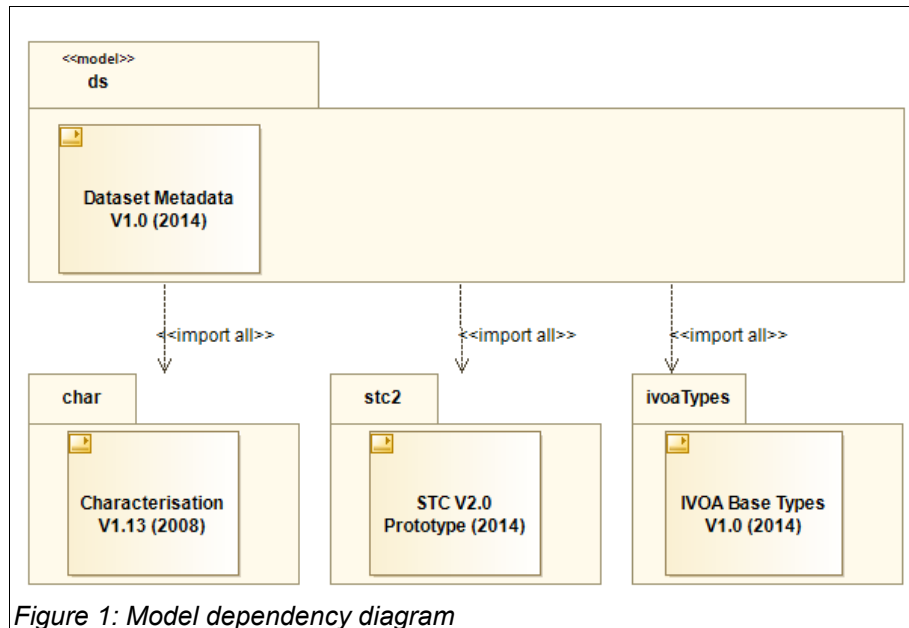 <<model>>
ds
Dataset Metadata
V1.0 (2014)
<<import all>>
<<import all>>
<<import all>>
char
stc2
ivoaTypes
Characterisation
V1.13 (2008)
STC V2.0
Prototype (2014)
IVOA Base Types
V1.0 (2014)
Figure 1: Model dependency diagram